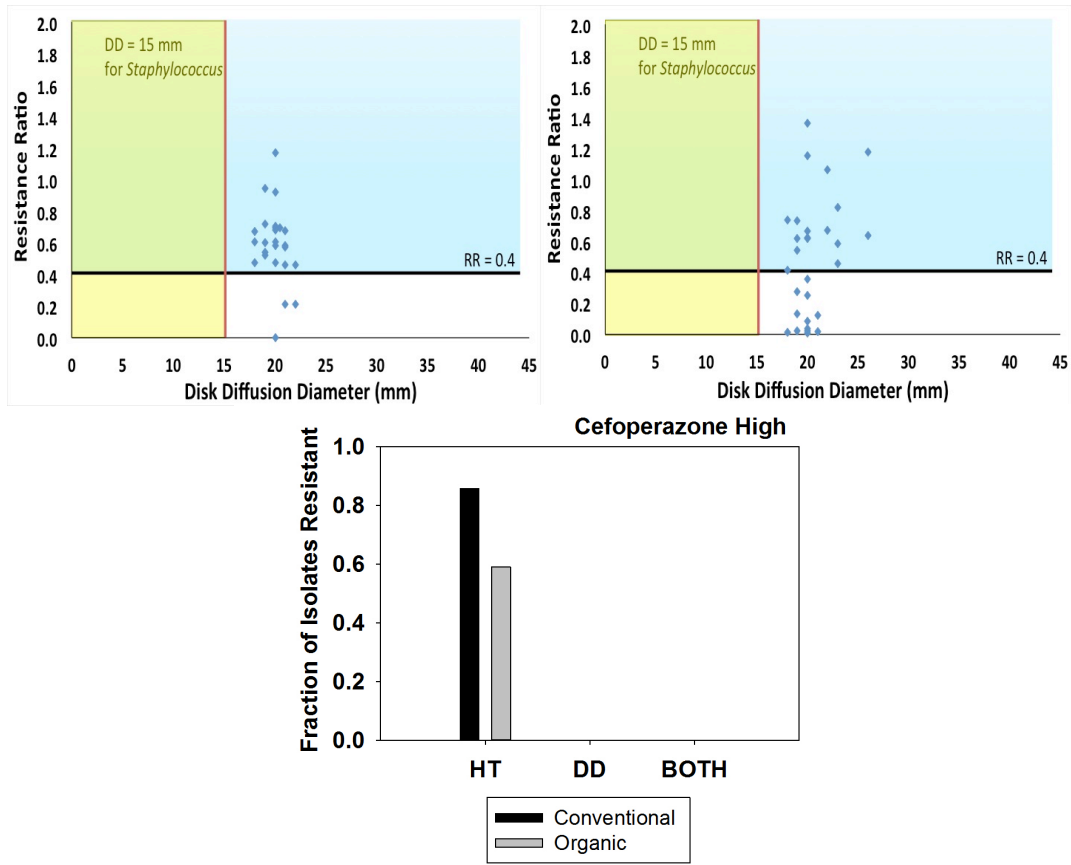 2.0
1.8
1.6
1.4
1.2
1.0
0.8
0.6
0.4
0.2
0.0
Resistance Ratio
DD = 15 mm
for Staphylococcus
RR = 0.4
0 5 10 15 20 25 30 35 40 45
Disk Diffusion Diameter (mm)
2.0
1.8
1.6
1.4
1.2
1.0
0.8
0.6
0.4
0.2
0.0
Resistance Ratio
DD = 15 mm
for Staphylococcus
RR = 0.4
0 5 10 15 20 25 30 35 40 45
Disk Diffusion Diameter (mm)
Cefoperazone High
Fraction of Isolates Resistant
1.0
0.8
0.6
0.4
0.2
0.0
HT DD BOTH
Conventional
Organic